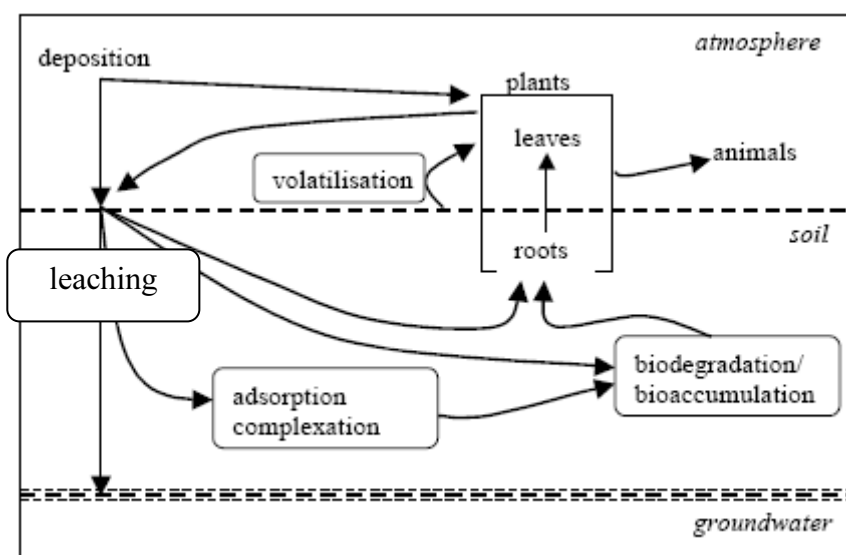 atmosphere
deposition
plants
leaves
animals
volatilisation
soil
roots
leaching
biodegradation/
bioaccumulation
adsorption
complexation
groundwater